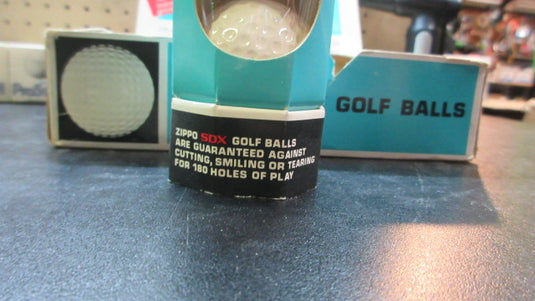 GOLF BALLS
ZIPPO SDX GOLF BALLS
ARE GUARANTEED AGAINST
CUTTING, SMILING OR TEARING
FOR 180 HOLES OF PLAY